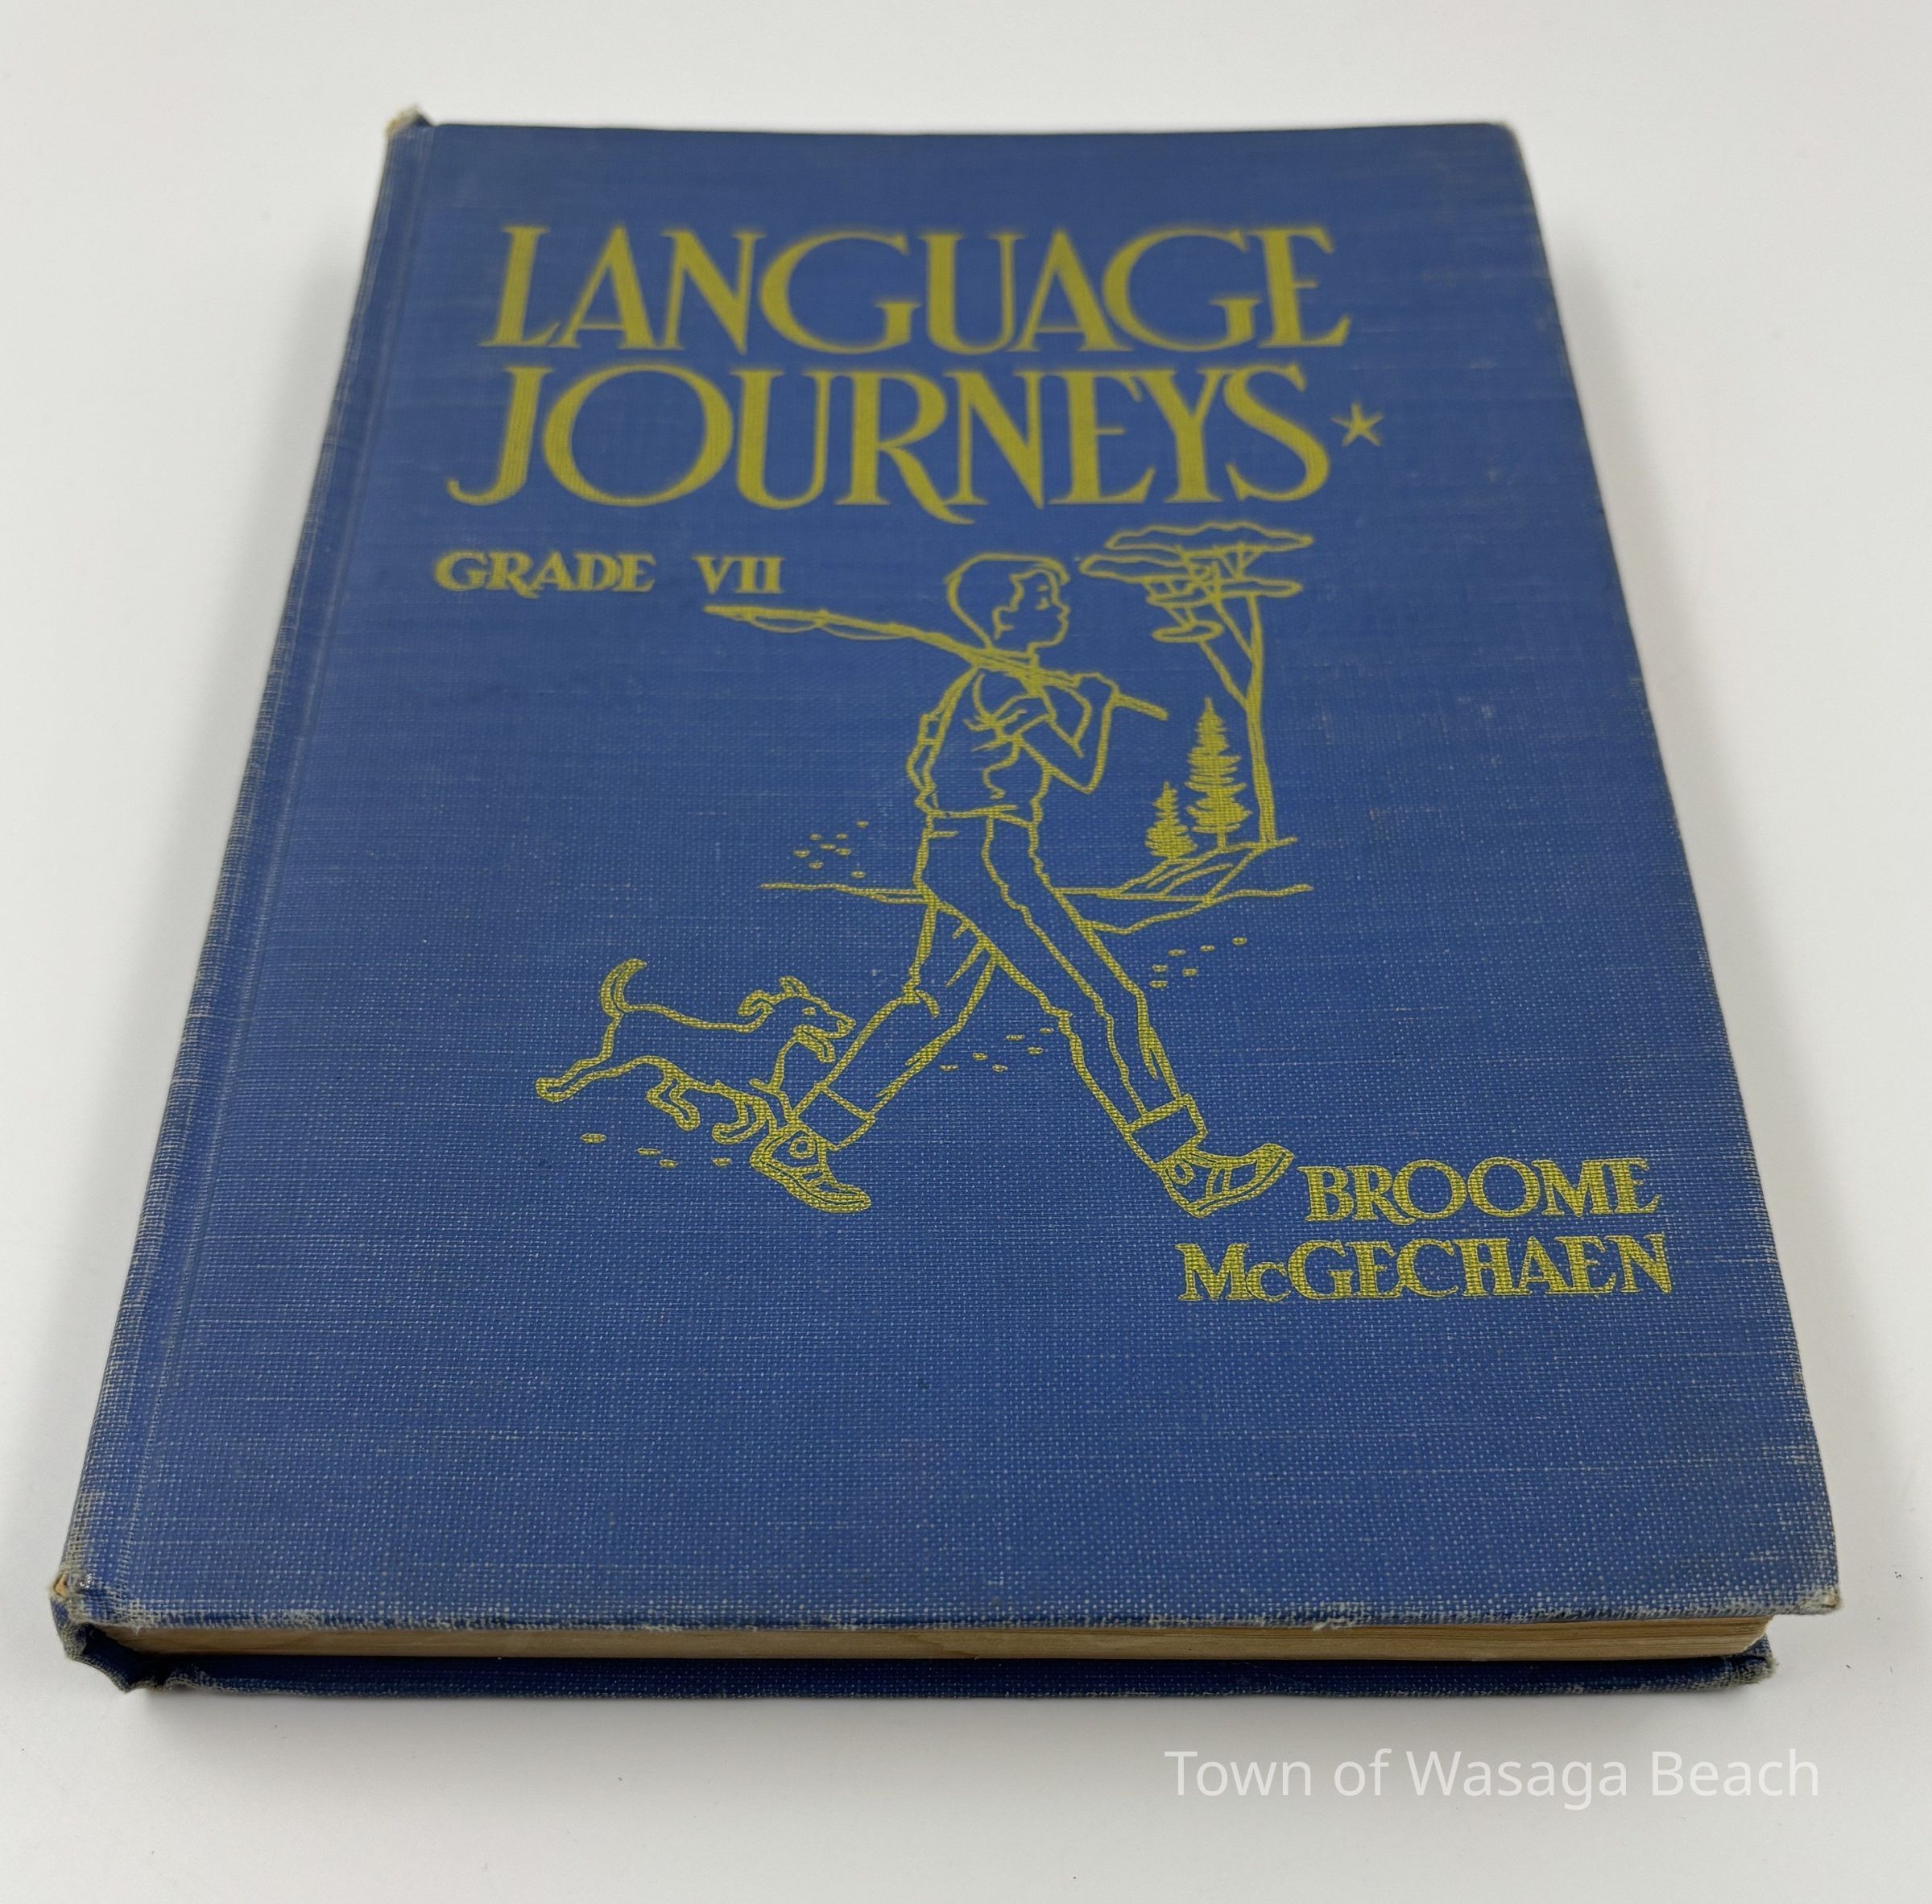 LANGUAGE
JOURNEYS
GRADE VII
BROOME
McGECHAEN
Town of Wasaga Beach